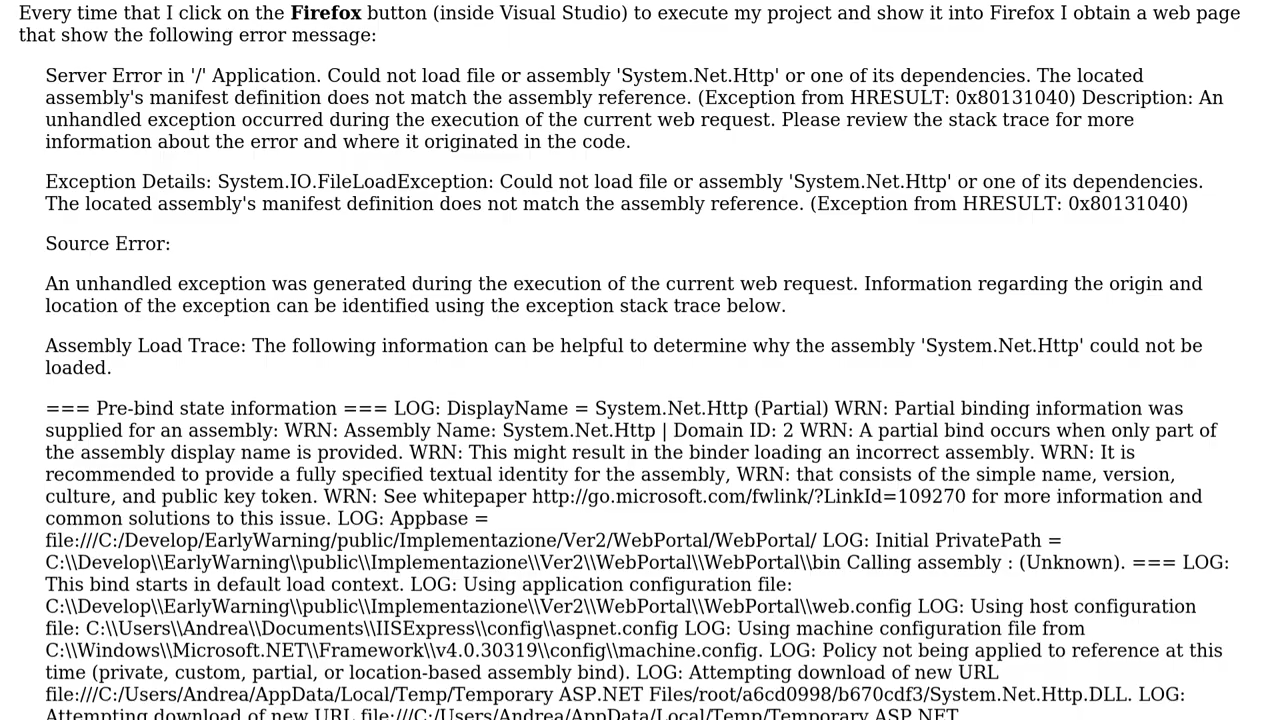 Every time that I click on the Firefox button (inside Visual Studio) to execute my project and show it into Firefox I obtain a web page
that show the following error message:
Server Error in '/' Application. Could not load file or assembly 'System.Net.Http' or one of its dependencies. The located
assembly's manifest definition does not match the assembly reference. (Exception from HRESULT: 0x80131040) Description: An
unhandled exception occurred during the execution of the current web request. Please review the stack trace for more
information about the error and where it originated in the code.
Exception Details: System.IO.FileLoadException: Could not load file or assembly 'System.Net.Http' or one of its dependencies.
The located assembly's manifest definition does not match the assembly reference. (Exception from HRESULT: 0x80131040)
Source Error:
An unhandled exception was generated during the execution of the current web request. Information regarding the origin and
location of the exception can be identified using the exception stack trace below.
Assembly Load Trace: The following information can be helpful to determine why the assembly 'System.Net.Http' could not be
loaded.
=== Pre-bind state information === LOG: DisplayName = System.Net.Http (Partial) WRN: Partial binding information was
supplied for an assembly: WRN: Assembly Name: System.Net.Http | Domain ID: 2 WRN: A partial bind occurs when only part of
the assembly display name is provided. WRN: This might result in the binder loading an incorrect assembly. WRN: It is
recommended to provide a fully specified textual identity for the assembly, WRN: that consists of the simple name, version,
culture, and public key token. WRN: See whitepaper http://go.microsoft.com/fwlink/?LinkId=109270 for more information and
common solutions to this issue. LOG: Appbase =
file:///C:/Develop/EarlyWarning/public/Implementazione/Ver2/WebPortal/WebPortal/ LOG: Initial PrivatePath =
C:\\Develop\\EarlyWarning\\public\\Implementazione\\Ver2\\WebPortal\\WebPortal\\bin Calling assembly : (Unknown). === LOG:
This bind starts in default load context. LOG: Using application configuration file:
C:\\Develop\\EarlyWarning\\public\\Implementazione\\Ver2\\WebPortal\\WebPortal\\web.config LOG: Using host configuration
file: C:\\Users\\Andrea\\Documents\\IISExpress\\config\\aspnet.config LOG: Using machine configuration file from
C:\\Windows\\Microsoft.NET\\Framework\\v4.0.30319\\config\\machine.config. LOG: Policy not being applied to reference at this
time (private, custom, partial, or location-based assembly bind). LOG: Attempting download of new URL
file:///C:/Users/Andrea/AppData/Local/Temp/Temporary ASP.NET Files/root/a6cd0998/b670cdf3/System.Net.Http.DLL. LOG:
Attempting download of new URL file:///C:/Users/Andrea/AppData/Local/Temp/Temporary ASP.NET